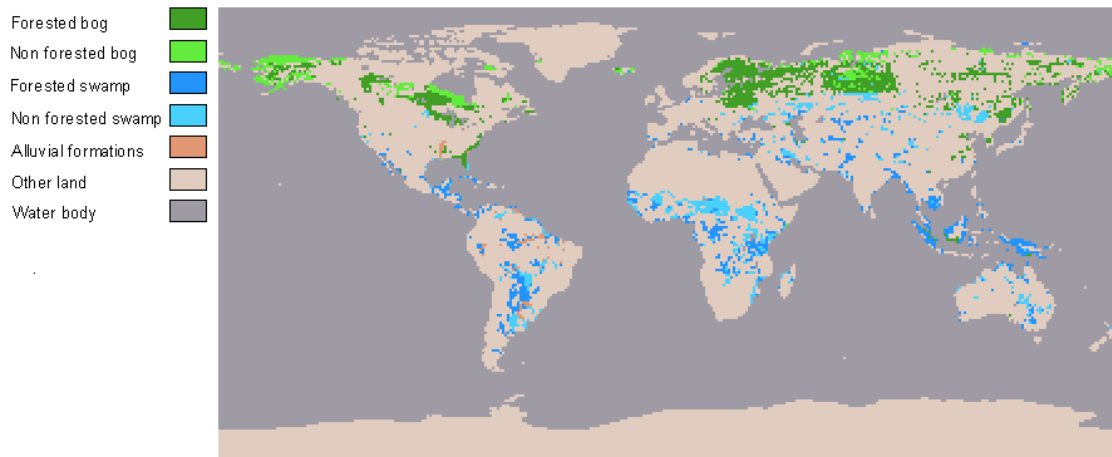 Forested bog
Non forested bog
Forested swamp
Non forested swamp
Alluvial formations
Other land
Water body
.